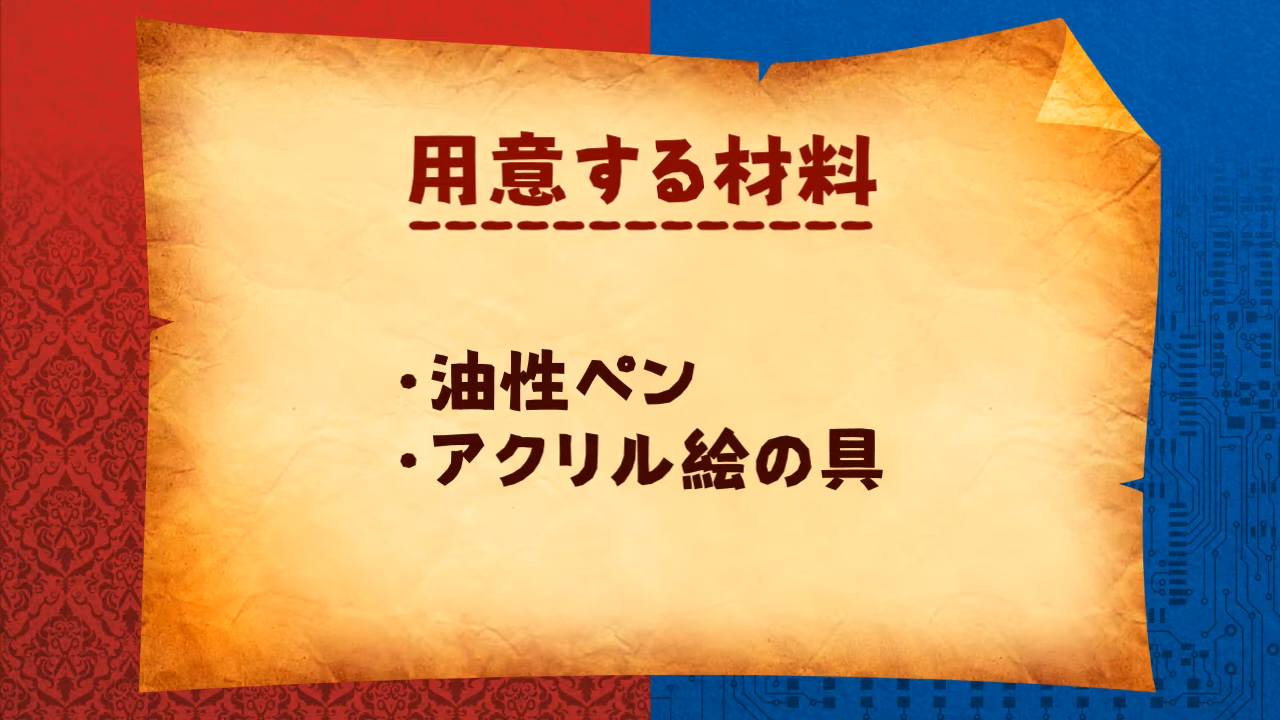 用意する材料
・油性ペン
・アクリル絵の具